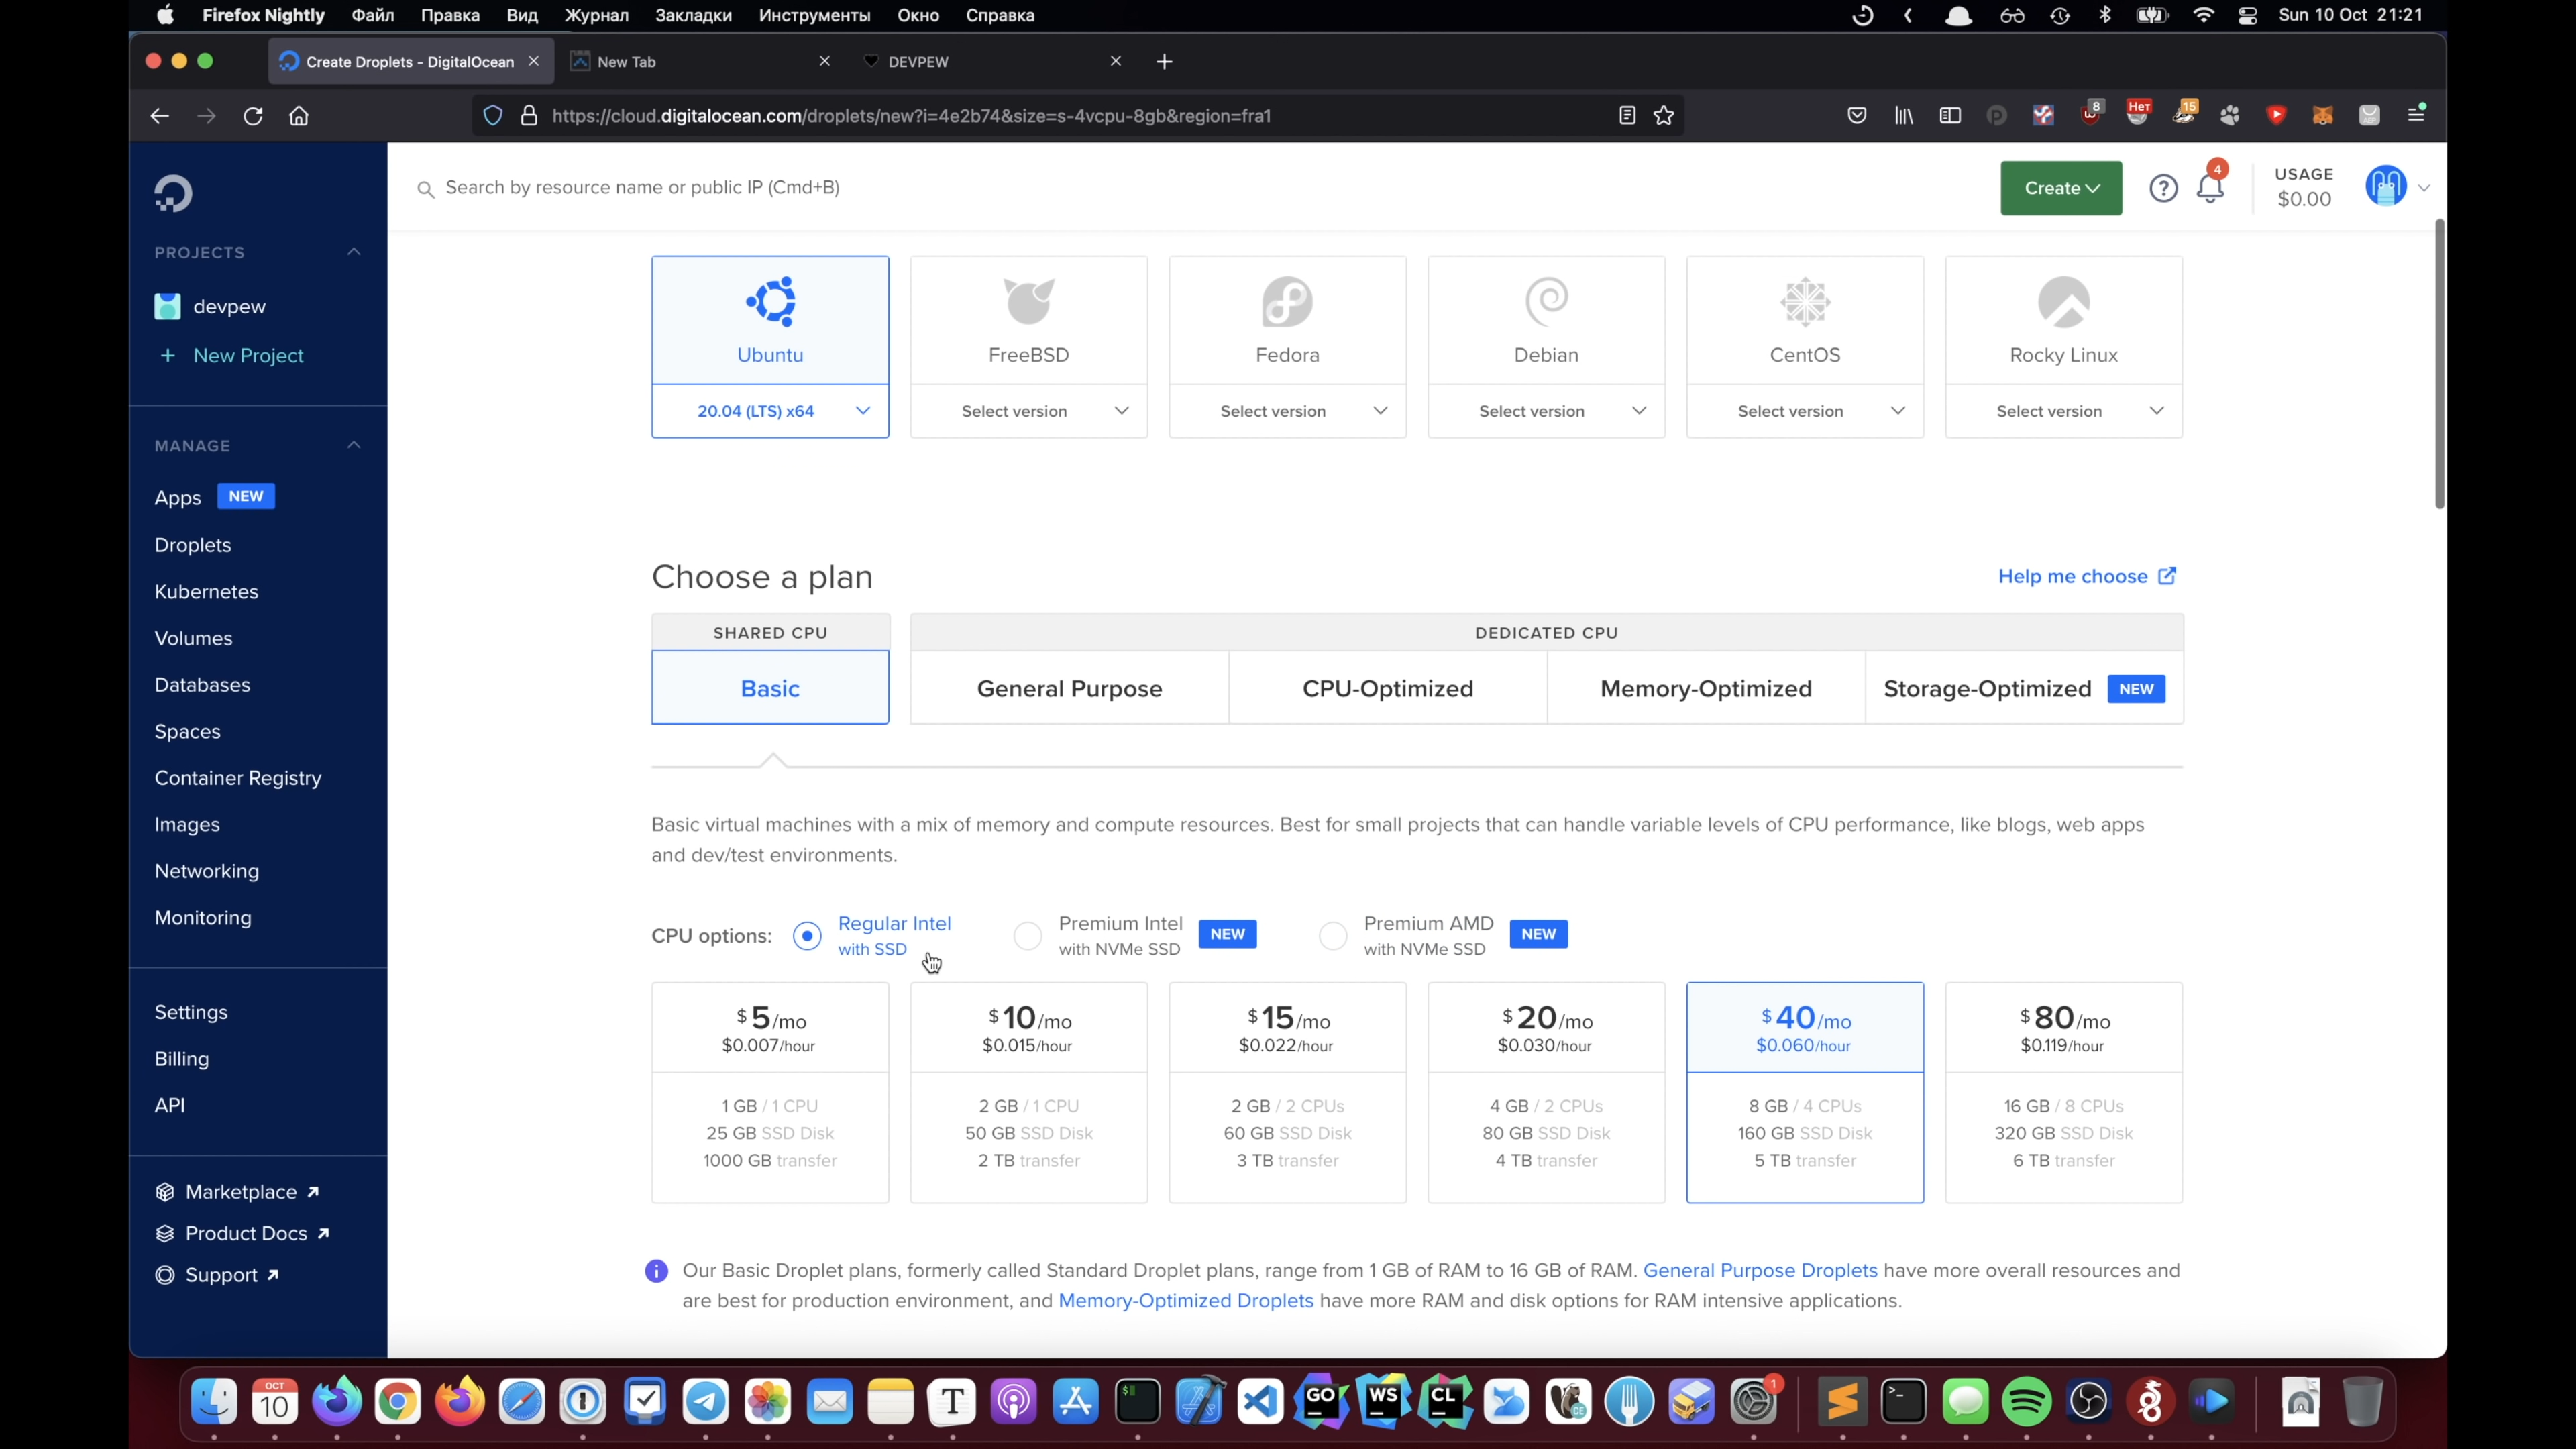 Firefox Nightly Файл Правка Вид Журнал Закладки Инструменты Окно Справка Sun 10 Oct 21:21
Create Droplets - DigitalOcean New Tab DEVPEW
https://cloud.digitalocean.com/droplets/new?i=4e2b74&size=s-4vcpu-8gb&region=fra1
8 Нет 15
Search by resource name or public IP (Cmd+B)
Create
4
USAGE
$0.00
PROJECTS
devpew
+ New Project
MANAGE
Apps NEW
Droplets
Kubernetes
Volumes
Databases
Spaces
Container Registry
Images
Networking
Monitoring
Settings
Billing
API
Marketplace
Product Docs
Support
Ubuntu FreeBSD Fedora Debian CentOS Rocky Linux
20.04 (LTS) x64 Select version Select version Select version Select version Select version
Choose a plan
Help me choose
SHARED CPU DEDICATED CPU
Basic General Purpose CPU-Optimized Memory-Optimized Storage-Optimized NEW
Basic virtual machines with a mix of memory and compute resources. Best for small projects that can handle variable levels of CPU performance, like blogs, web apps
and dev/test environments.
CPU options: Regular Intel with SSD
Premium Intel with NVMe SSD NEW
Premium AMD with NVMe SSD NEW
$5/mo $10/mo $15/mo $20/mo $40/mo $80/mo
$0.007/hour $0.015/hour $0.022/hour $0.030/hour $0.060/hour $0.119/hour
1 GB / 1 CPU 2 GB / 1 CPU 2 GB / 2 CPUs 4 GB / 2 CPUs 8 GB / 4 CPUs 16 GB / 8 CPUs
25 GB SSD Disk 50 GB SSD Disk 60 GB SSD Disk 80 GB SSD Disk 160 GB SSD Disk 320 GB SSD Disk
1000 GB transfer 2 TB transfer 3 TB transfer 4 TB transfer 5 TB transfer 6 TB transfer
Our Basic Droplet plans, formerly called Standard Droplet plans, range from 1 GB of RAM to 16 GB of RAM. General Purpose Droplets have more overall resources and
are best for production environment, and Memory-Optimized Droplets have more RAM and disk options for RAM intensive applications.
OCT
10
T
GO
WS
CL
CE
1